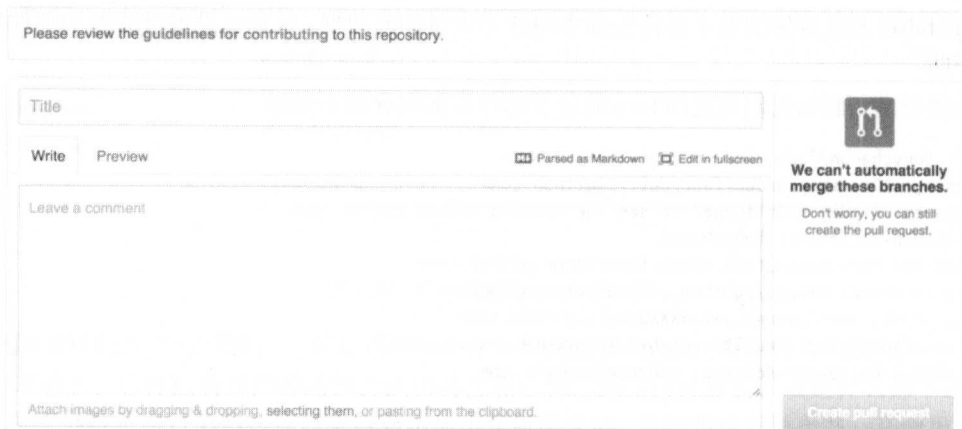 Please review the guidelines for contributing to this repository.
Title
Write Preview Parsed as Markdown Edit in fullscreen
Leave a comment
Attach images by dragging & dropping, selecting them, or pasting from the clipboard.
We can't automatically
merge these branches.
Don't worry, you can still
create the pull request.
Create pull request